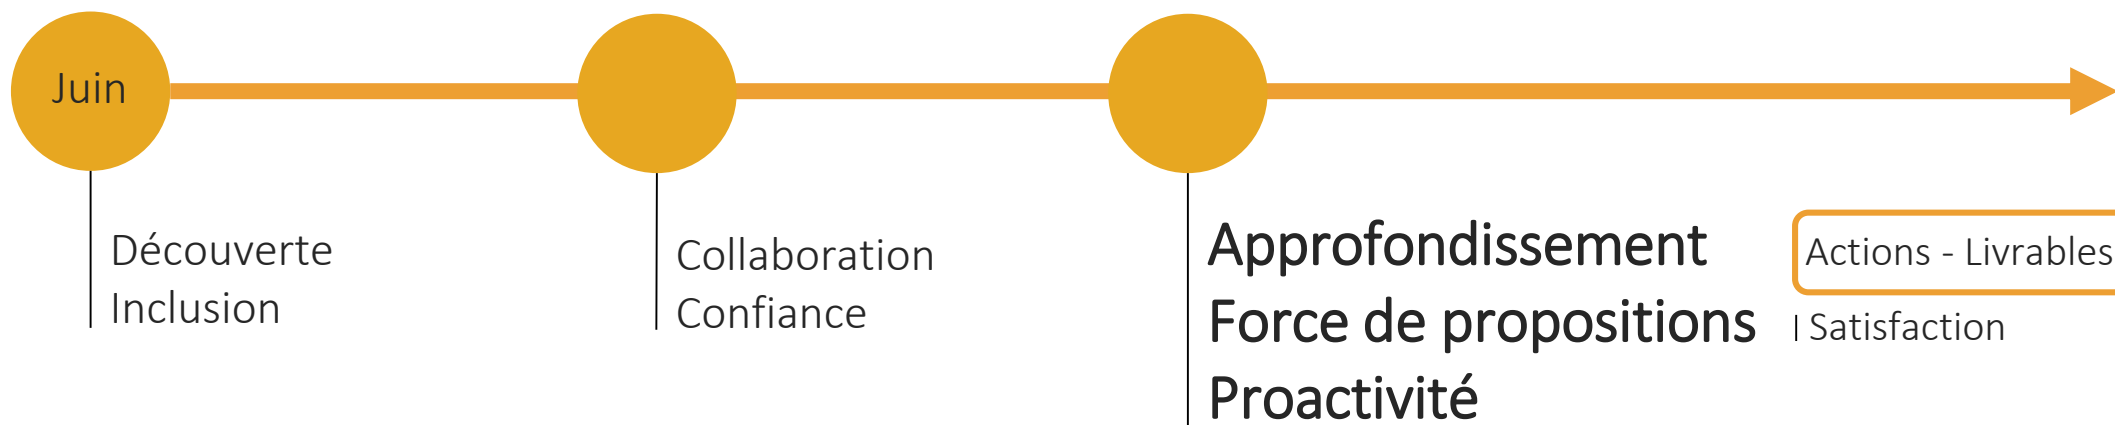 Juin
Découverte
Inclusion
Collaboration
Confiance
Approfondissement
Force de propositions
Proactivité
Actions - Livrables
Satisfaction